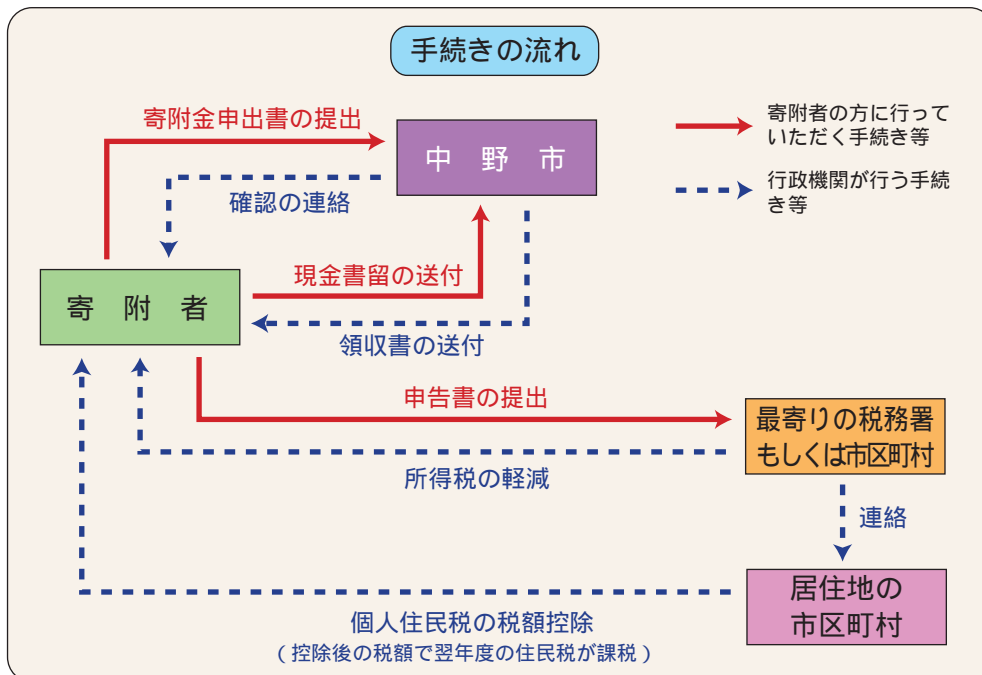 手続きの流れ
寄附金申出書の提出
中野市
寄附者の方に行って
いただく手続き等
行政機関が行う手続
き等
確認の連絡
現金書留の送付
寄附者
領収書の送付
申告書の提出
最寄りの税務署
もしくは市区町村
所得税の軽減
連絡
居住地の
市区町村
個人住民税の税額控除
(控除後の税額で翌年度の住民税が課税)